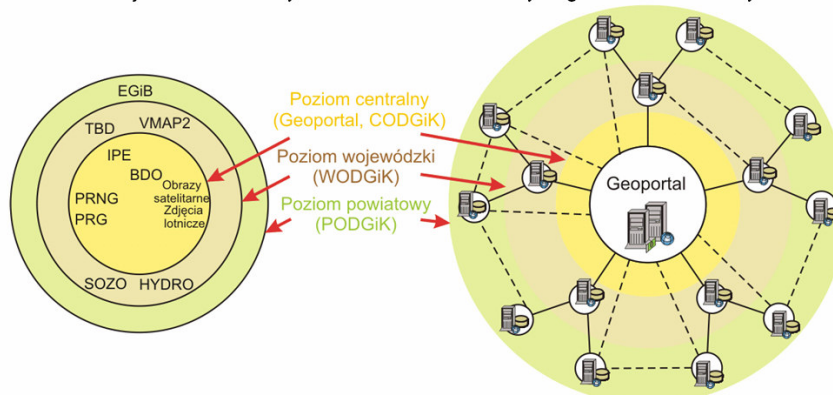 EGiB
TBD VMAP2
IPE
BDO
Obrazy
satelitarne
PRNG
Zdjęcia
PRG
lotnicze
SOZO HYDRO
Poziom centralny
(Geoportal, CODGiK)
Poziom wojewódzki
(WODGiK)
Poziom powiatowy
(PODGiK)
Geoportal